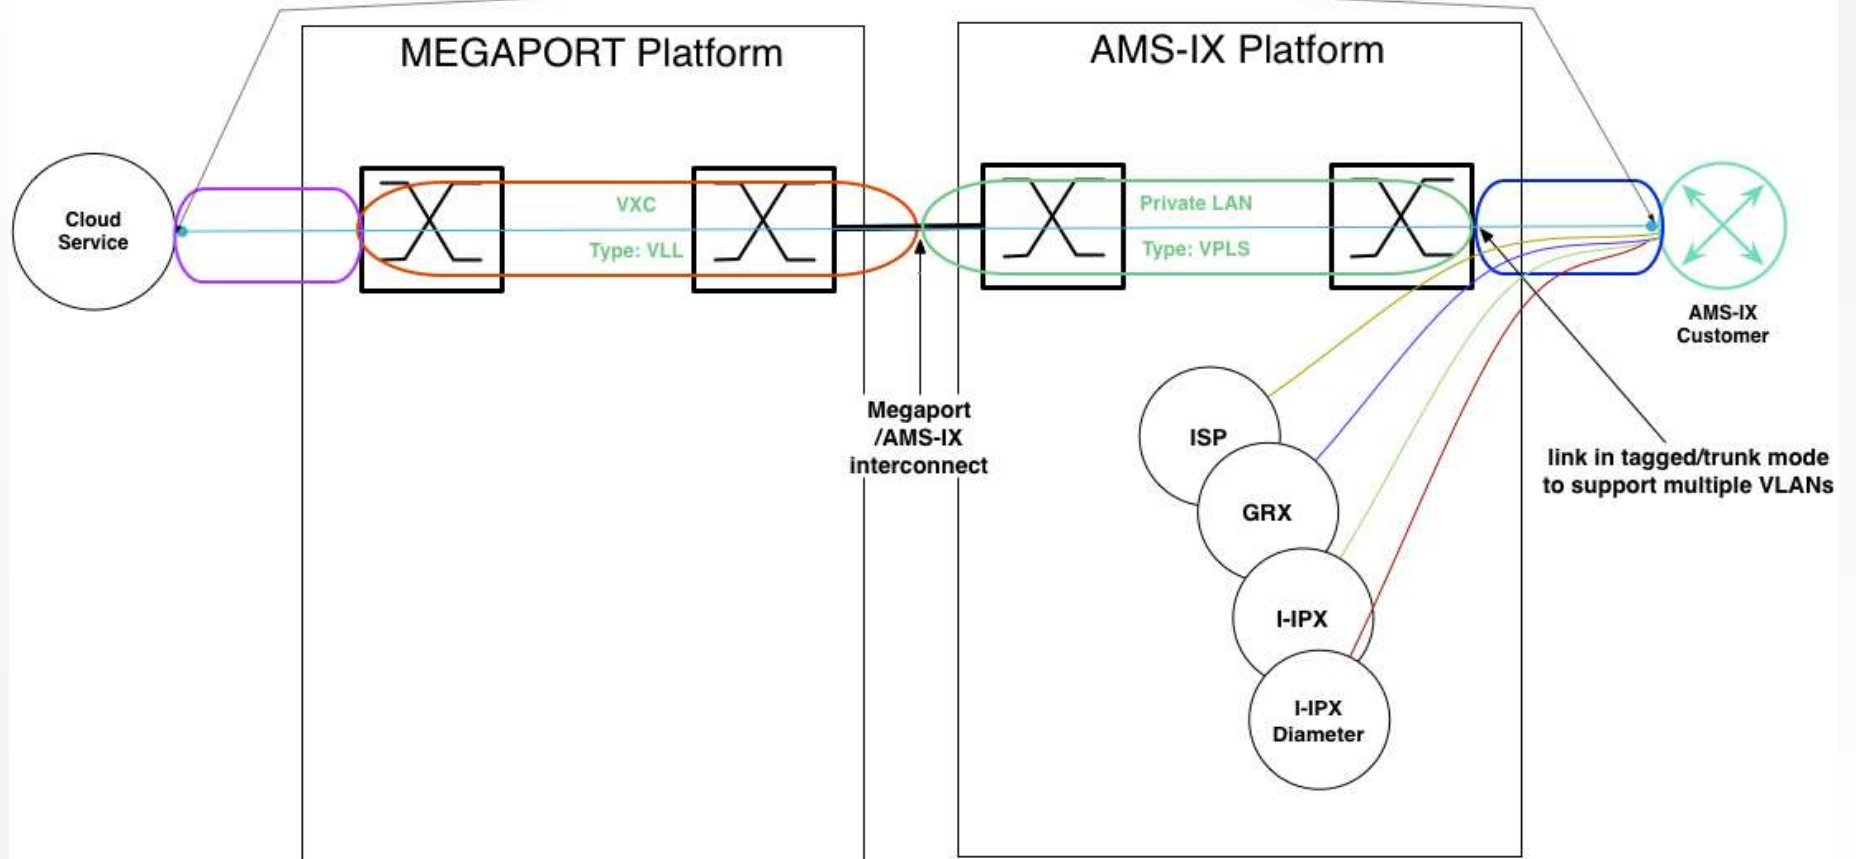 MEGAPORT Platform
AMS-IX Platform
Cloud
Service
VXC
Type: VLL
Private LAN
Type: VPLS
AMS-IX
Customer
Megaport
/AMS-IX
interconnect
link in tagged/trunk mode
to support multiple VLANs
ISP
GRX
I-IPX
I-IPX
Diameter